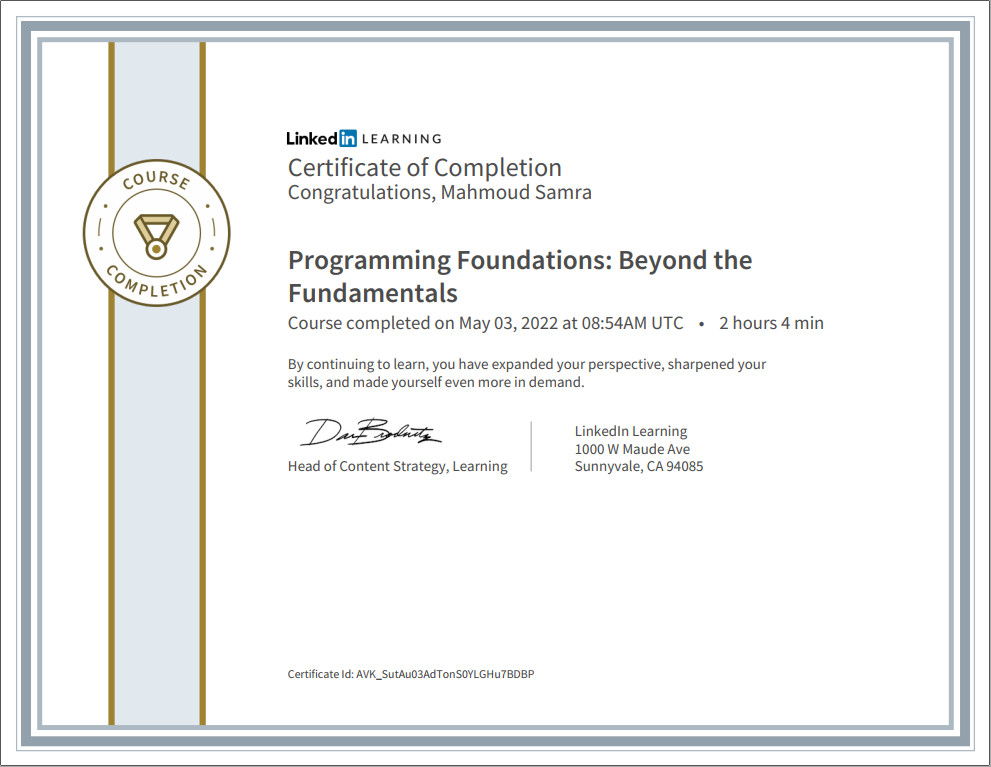 COURSE
COMPLETION
Linked in LEARNING
Certificate of Completion
Congratulations, Mahmoud Samra
Programming Foundations: Beyond the
Fundamentals
Course completed on May 03, 2022 at 08:54AM UTC • 2 hours 4 min
By continuing to learn, you have expanded your perspective, sharpened your
skills, and made yourself even more in demand.
Head of Content Strategy, Learning
LinkedIn Learning
1000 W Maude Ave
Sunnyvale, CA 94085
Certificate Id: AVK_SutAu03AdTonS0YLGHu7BDBP